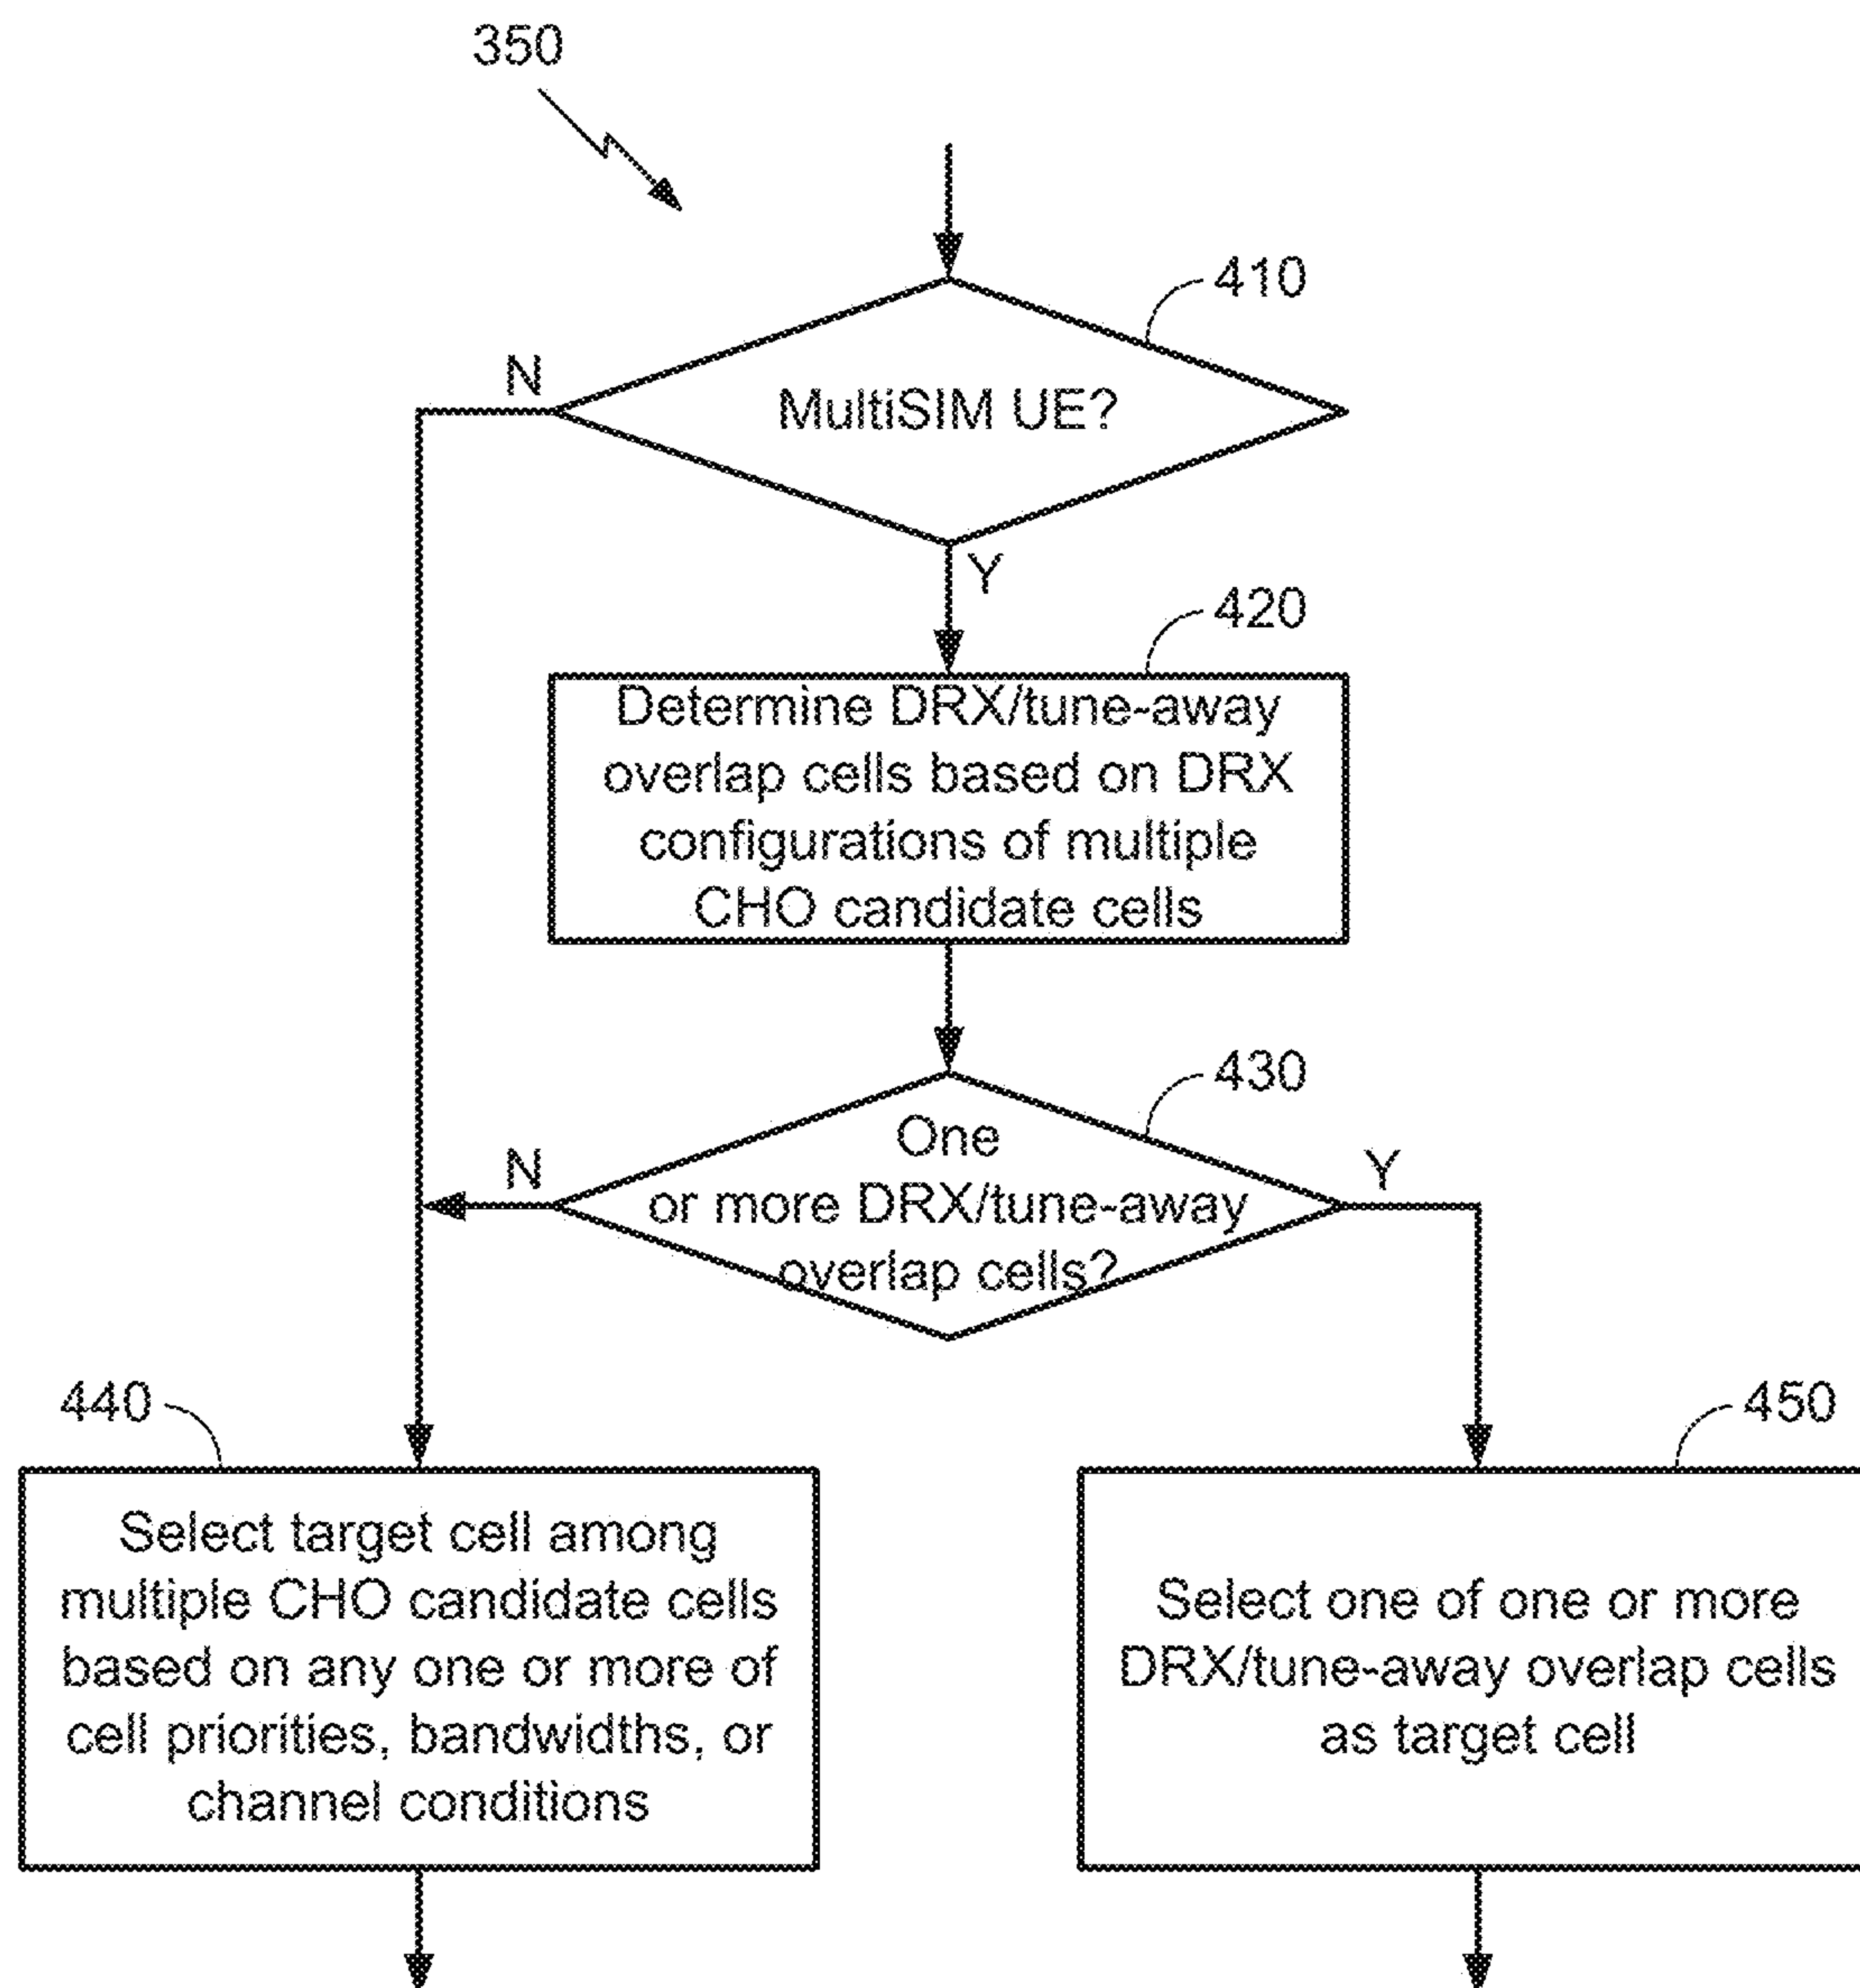 350
410
MultiSIM UE?
N
Y
420
Determine DRX/tune-away
overlap cells based on DRX
configurations of multiple
CHO candidate cells
430
One
or more DRX/tune-away
overlap cells?
N
Y
440
Select target cell among
multiple CHO candidate cells
based on any one or more of
cell priorities, bandwidths, or
channel conditions
450
Select one of one or more
DRX/tune-away overlap cells
as target cell